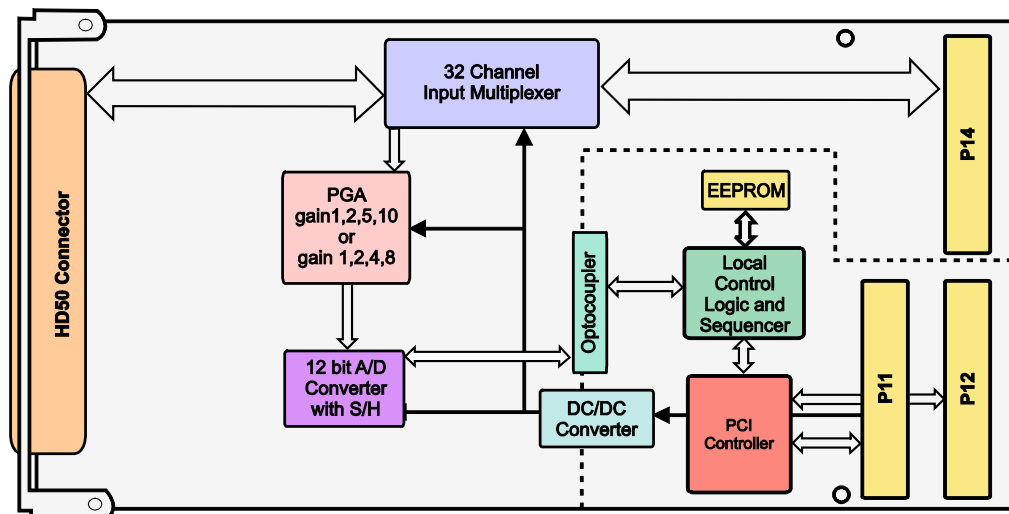 32 Channel
Input Multiplexer
HD50 Connector
P14
PGA
gain1,2,5,10
or
gain 1,2,4,8
EEPROM
Optocoupler
Local
Control
Logic and
Sequencer
12 bit A/D
Converter
with S/H
DC/DC
Converter
PCI
Controller
P11
P12